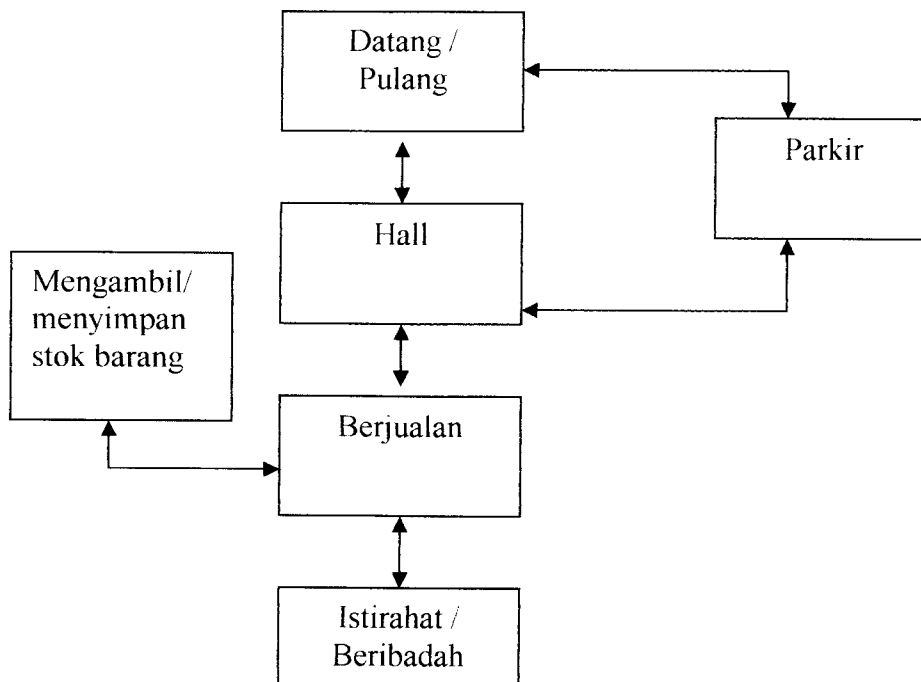 Datang /
Pulang
Parkir
Hall
Mengambil/
menyimpan
stok barang
Berjualan
Istirahat /
Beribadah